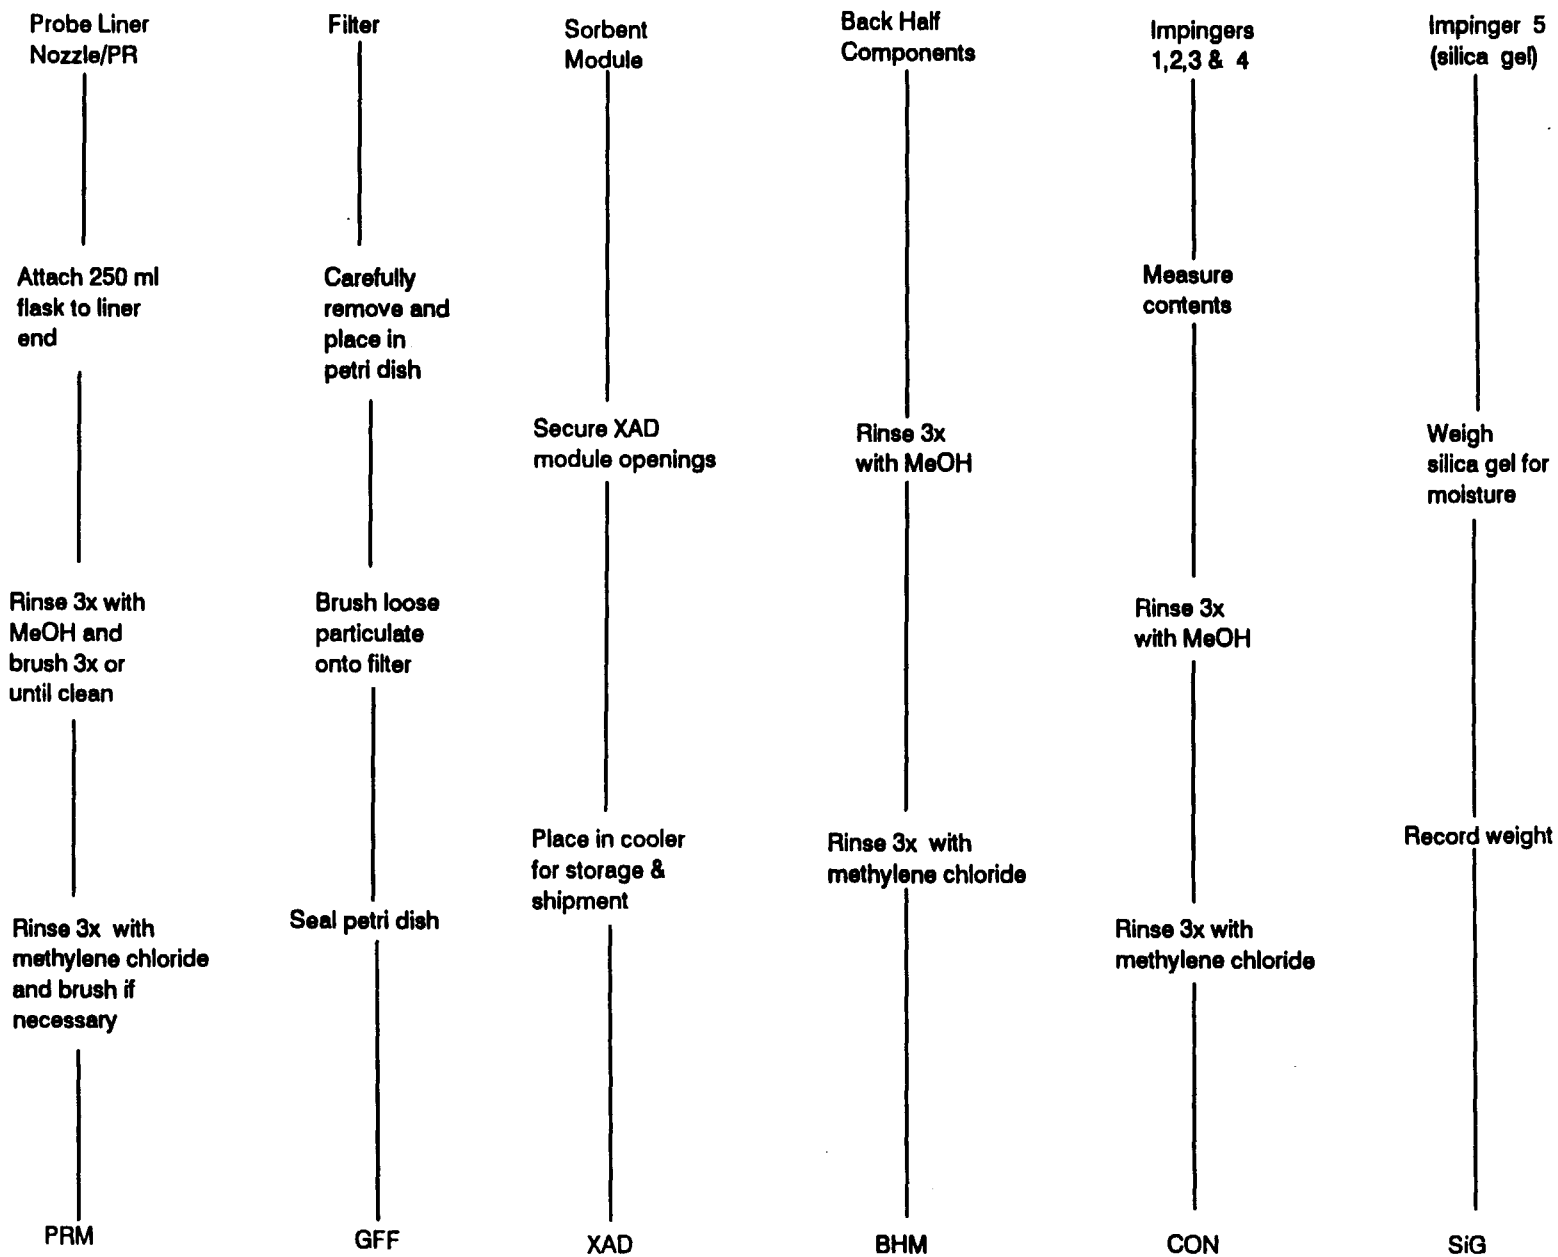 Probe Liner
Nozzle/PR
Attach 250 ml
flask to liner
end
Rinse 3x with
MeOH and
brush 3x or
until clean
Rinse 3x with
methylene chloride
and brush if
necessary
PRM
Filter
Carefully
remove and
place in
petri dish
Brush loose
particulate
onto filter
Seal petri dish
GFF
Sorbent
Module
Secure XAD
module openings
Place in cooler
for storage &
shipment
XAD
Back Half
Components
Rinse 3x
with MeOH
Rinse 3x with
methylene chloride
BHM
Impingers
1,2,3 & 4
Measure
contents
Rinse 3x
with MeOH
Rinse 3x with
methylene chloride
CON
Impinger 5
(silica gel)
Weigh
silica gel for
moisture
Record weight
SiG